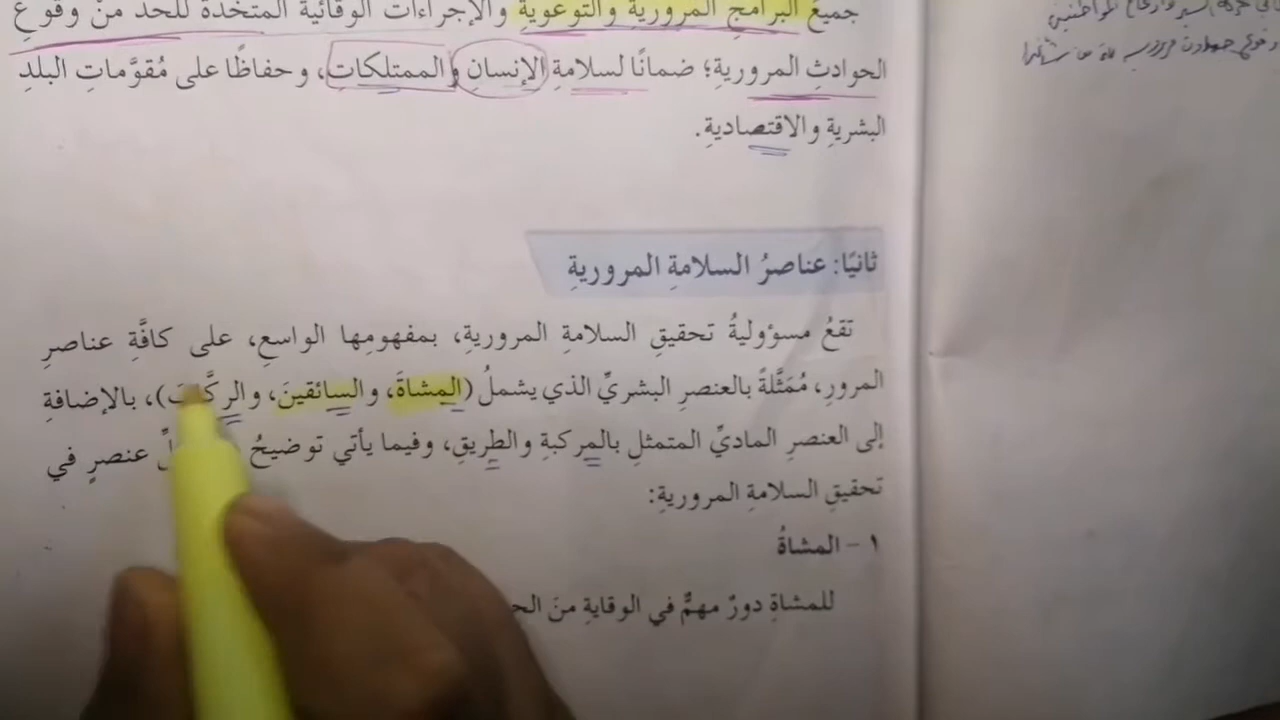 جميعَ البرامجِ المروريةِ والتوعويةِ والإجراءات الوقائية المتخذة للحد من وقوعِ
الحوادثِ المروريةِ؛ ضمانًا لسلامةِ الإنسانِ والممتلكاتِ، وحفاظًا على مُقوَّماتِ البلدِ
البشريةِ والاقتصاديةِ.
ثانيًا: عناصرُ السلامةِ المروريةِ
تقعُ مسؤوليةُ تحقيقِ السلامةِ المروريةِ، بمفهومِها الواسعِ، على كافَّةِ عناصرِ
المرورِ، مُمَثَّلةً بالعنصرِ البشريِّ الذي يشملُ (المشاةَ، والسائقينَ، و)، بالإضافةِ
إلى العنصرِ الماديِّ المتمثلِ بالمركبةِ والطريقِ، وفيما يأتي توضيحُ عنصرٍ في
تحقيقِ السلامةِ المروريةِ:
١ - المشاةُ
للمشاةِ دورٌ مهمٌّ في الوقايةِ منَ